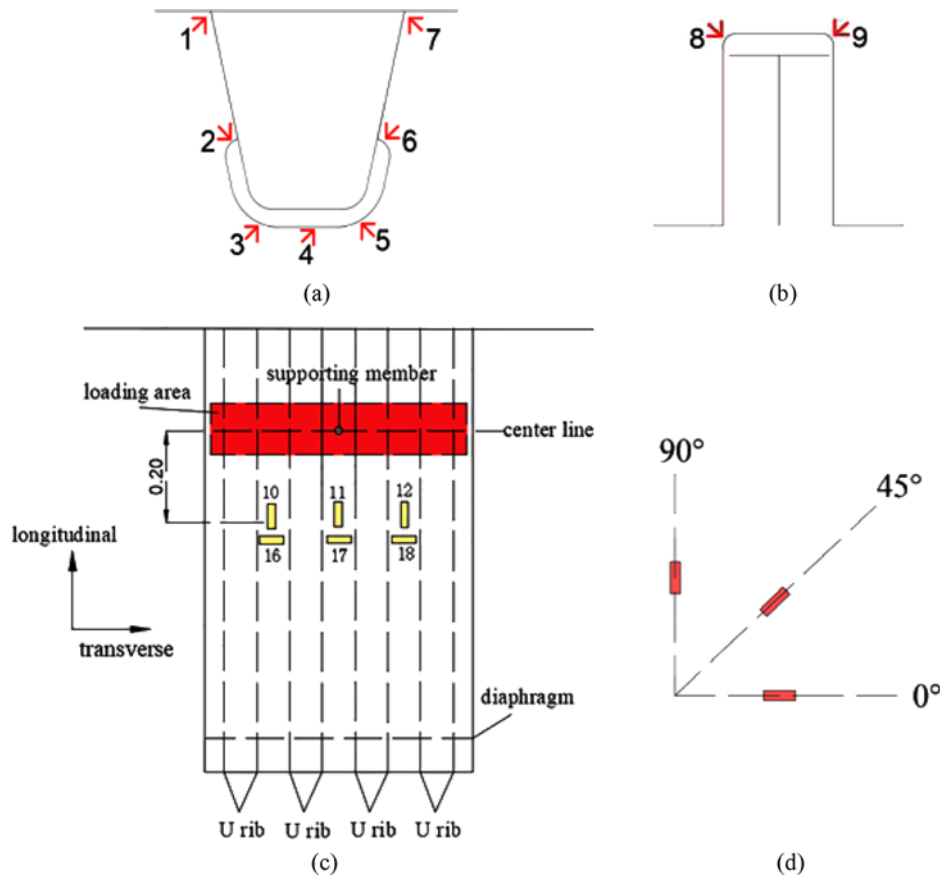 1
7
2
6
3
4
5
(a)
8
9
(b)
supporting member
loading area
center line
0.20
10
11
12
16
17
18
longitudinal
transverse
diaphragm
U rib
U rib
U rib
U rib
(c)
90°
45°
0°
(d)